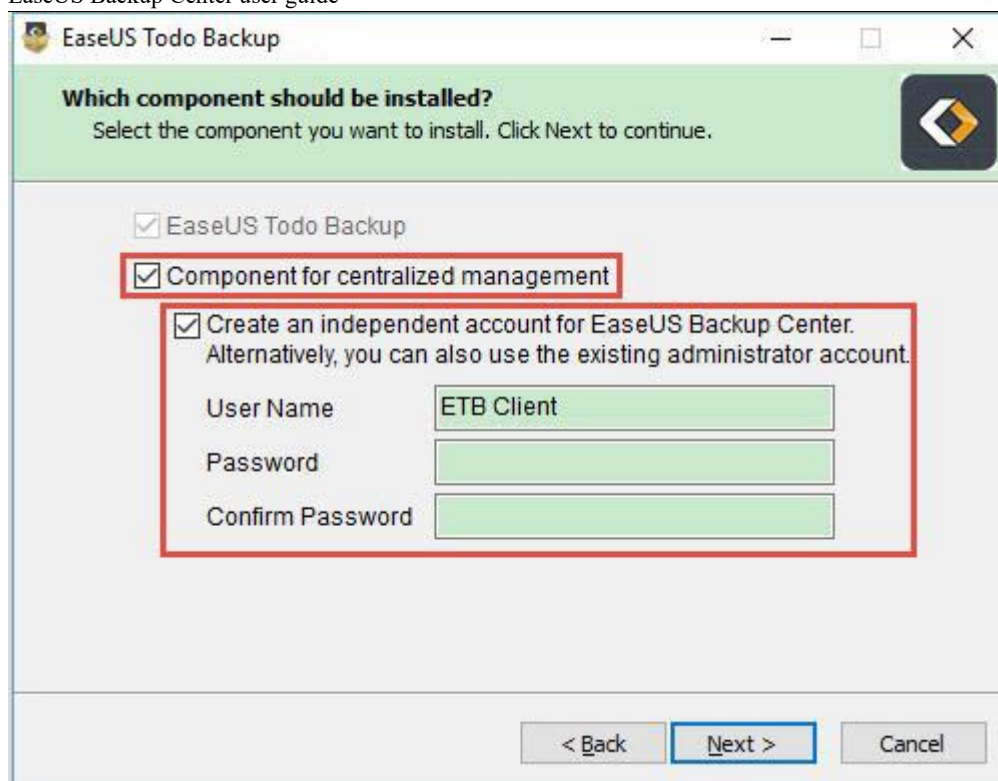 EaseUS Backup Center user guide
EaseUS Todo Backup
Which component should be installed?
Select the component you want to install. Click Next to continue.
EaseUS Todo Backup
Component for centralized management
Create an independent account for EaseUS Backup Center.
Alternatively, you can also use the existing administrator account.
User Name
ETB Client
Password
Confirm Password
< Back
Next >
Cancel